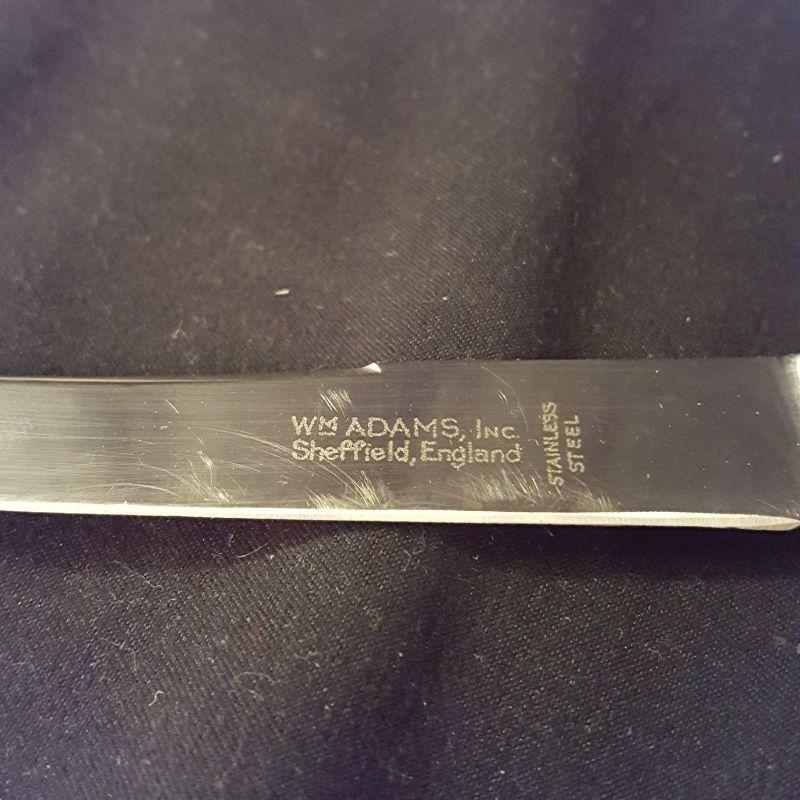 Wᴹ ADAMS, INC
Sheffield, England
STAINLESS
STEEL